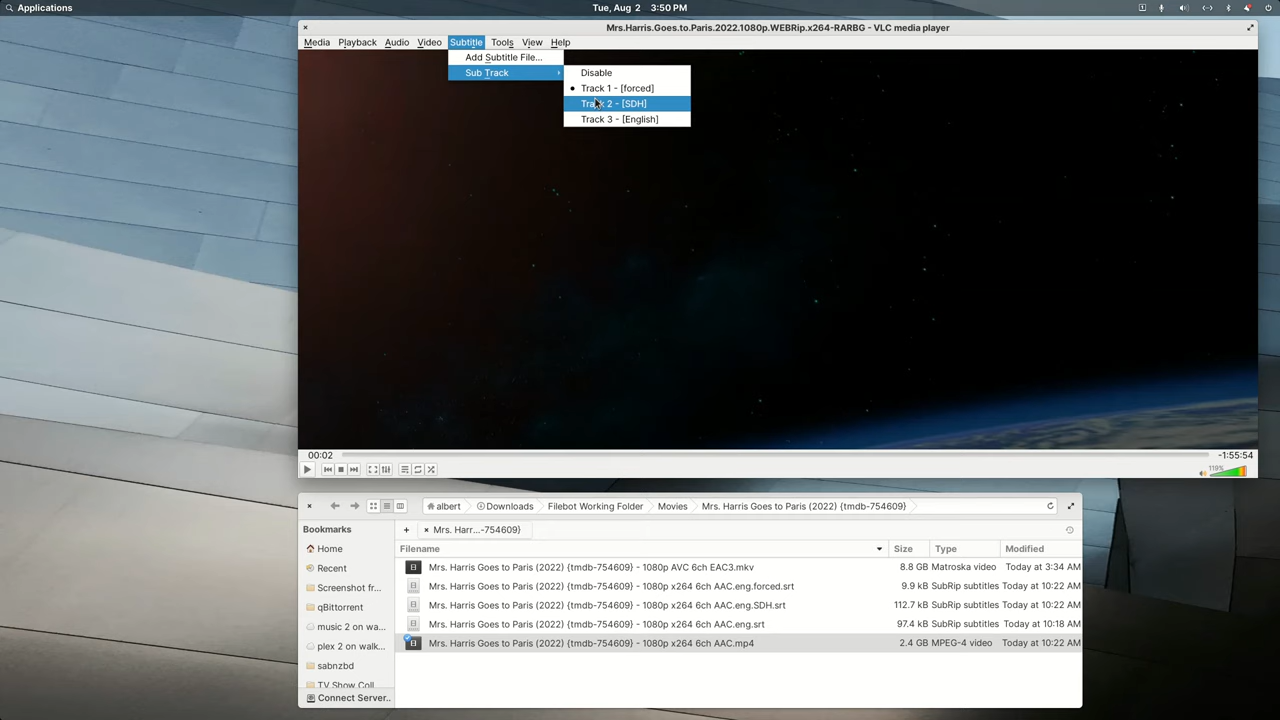 Applications
Tue, Aug 2 3:50 PM
Mrs.Harris.Goes.to.Paris.2022.1080p.WEBRip.x264-RARBG - VLC media player
Media Playback Audio Video Subtitle Tools View Help
Add Subtitle File...
Sub Track
Disable
Track 1 - [forced]
Track 2 - [SDH]
Track 3 - [English]
00:02
-1:55:54
119%
albert Downloads Filebot Working Folder Movies Mrs. Harris Goes to Paris (2022) {tmdb-754609}
Bookmarks
Home
Recent
Screenshot fr...
qBittorrent
music 2 on wa...
plex 2 on walk...
sabnzbd
TV Show Coll
Connect Server..
+ × Mrs. Harr...-754609}
Filename Size Type Modified
Mrs. Harris Goes to Paris (2022) {tmdb-754609} - 1080p AVC 6ch EAC3.mkv 8.8 GB Matroska video Today at 3:34 AM
Mrs. Harris Goes to Paris (2022) {tmdb-754609} - 1080p x264 6ch AAC.eng.forced.srt 9.9 kB SubRip subtitles Today at 10:22 AM
Mrs. Harris Goes to Paris (2022) {tmdb-754609} - 1080p x264 6ch AAC.eng.SDH.srt 112.7 kB SubRip subtitles Today at 10:22 AM
Mrs. Harris Goes to Paris (2022) {tmdb-754609} - 1080p x264 6ch AAC.eng.srt 97.4 kB SubRip subtitles Today at 10:18 AM
Mrs. Harris Goes to Paris (2022) {tmdb-754609} - 1080p x264 6ch AAC.mp4 2.4 GB MPEG-4 video Today at 10:22 AM